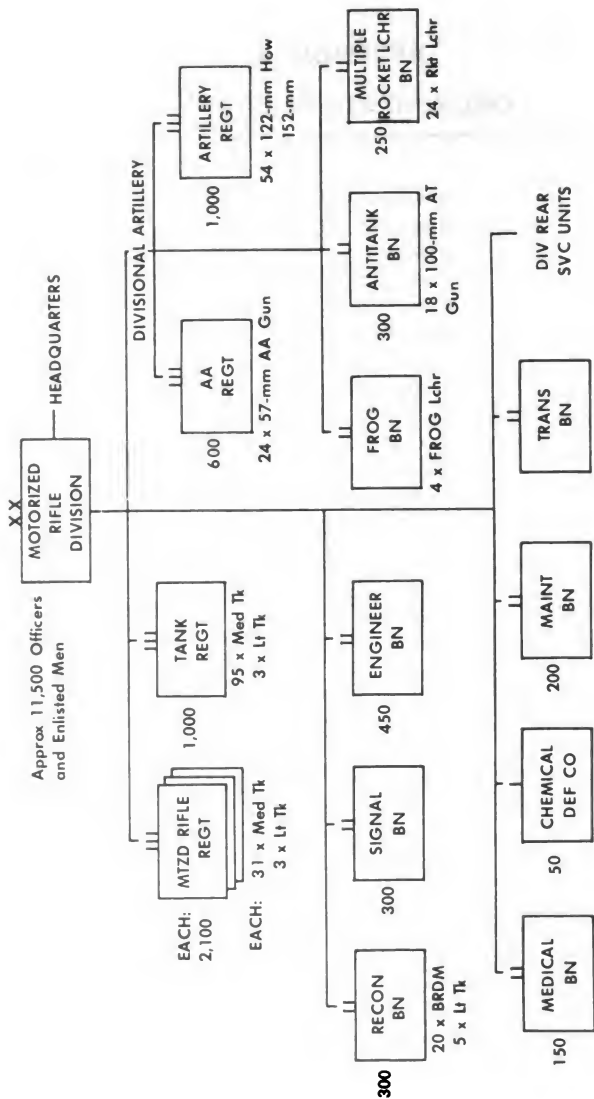 XX
MOTORIZED
RIFLE
DIVISION
HEADQUARTERS
Approx 11,500 Officers
and Enlisted Men
MTZD RIFLE
REGT
EACH:
2,100
EACH: 31 x Med Tk
3 x Lt Tk
TANK
REGT
1,000
95 x Med Tk
3 x Lt Tk
DIVISIONAL ARTILLERY
AA
REGT
600
24 x 57-mm AA Gun
ARTILLERY
REGT
1,000
54 x 122-mm How
152-mm
RECON
BN
300
20 x BRDM
5 x Lt Tk
SIGNAL
BN
300
ENGINEER
BN
450
FROG
BN
4 x FROG Lchr
ANTITANK
BN
300
18 x 100-mm AT
Gun
MULTIPLE
ROCKET LCHR
BN
250
24 x Rkt Lchr
MEDICAL
BN
150
CHEMICAL
DEF CO
50
MAINT
BN
200
TRANS
BN
DIV REAR
SVC UNITS